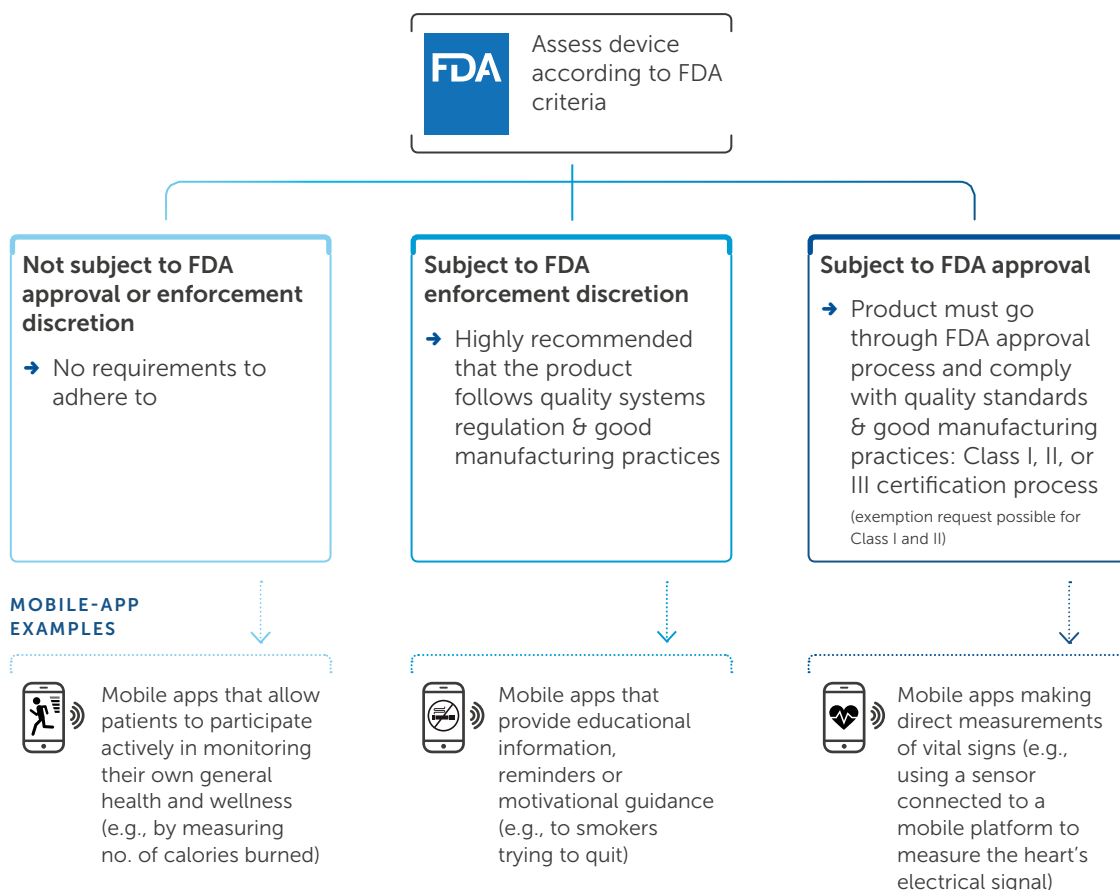 FDA
Assess device
according to FDA
criteria
Not subject to FDA
approval or enforcement
discretion
→ No requirements to
adhere to
Subject to FDA
enforcement discretion
→ Highly recommended
that the product
follows quality systems
regulation & good
manufacturing practices
Subject to FDA approval
→ Product must go
through FDA approval
process and comply
with quality standards
& good manufacturing
practices: Class I, II, or
III certification process
(exemption request possible for
Class I and II)
MOBILE-APP
EXAMPLES
Mobile apps that allow
patients to participate
actively in monitoring
their own general
health and wellness
(e.g., by measuring
no. of calories burned)
Mobile apps that
provide educational
information,
reminders or
motivational guidance
(e.g., to smokers
trying to quit)
Mobile apps making
direct measurements
of vital signs (e.g.,
using a sensor
connected to a
mobile platform to
measure the heart’s
electrical signal)